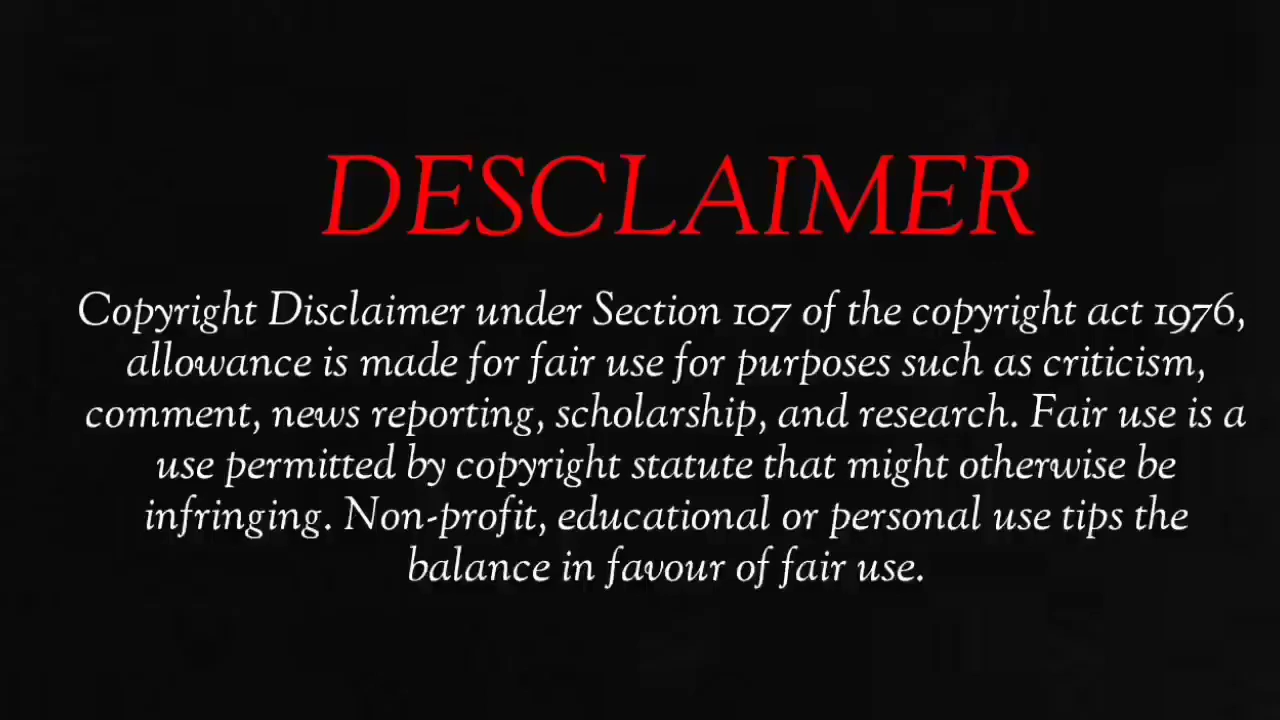 DESCLAIMER
Copyright Disclaimer under Section 107 of the copyright act 1976,
allowance is made for fair use for purposes such as criticism,
comment, news reporting, scholarship, and research. Fair use is a
use permitted by copyright statute that might otherwise be
infringing. Non-profit, educational or personal use tips the
balance in favour of fair use.